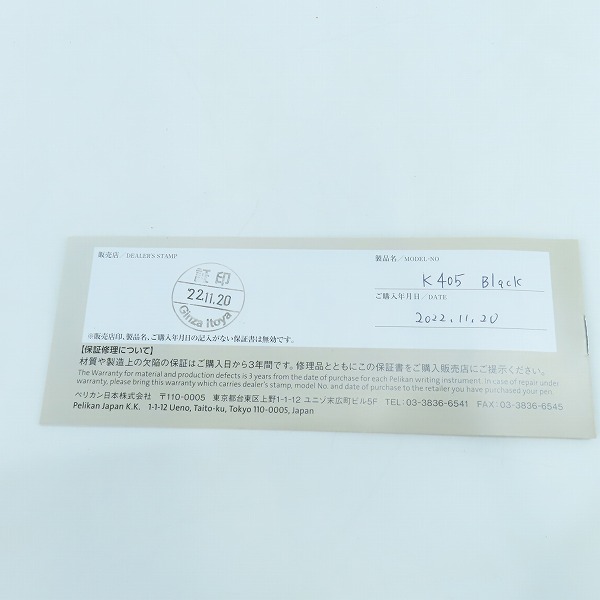 販売店／DEALER'S STAMP
証印
22.11.20
Ginza Itoya
製品名／MODEL-NO
K405 Black
ご購入年月日／DATE
2022.11.20
※販売店印、製品名、ご購入年月日の記入がない保証書は無効です。
【保証修理について】
材質や製造上の欠陥の保証はご購入日から3年間です。修理品とともにこの保証書をご購入販売店にご提示ください。
The Warranty for material and production defects is 3 years from the date of purchase for each Pelikan writing instrument. In case of repair under
warranty, please bring this warranty which carries dealer's stamp, model No. and date of purchase to the retailer you have purchased your pen.
ペリカン日本株式会社 〒110-0005 東京都台東区上野1-1-12 ユニゾ末広町ビル5F TEL:03-3836-6541 FAX:03-3836-6545
Pelikan Japan K.K. 1-1-12 Ueno, Taito-ku, Tokyo 110-0005, Japan